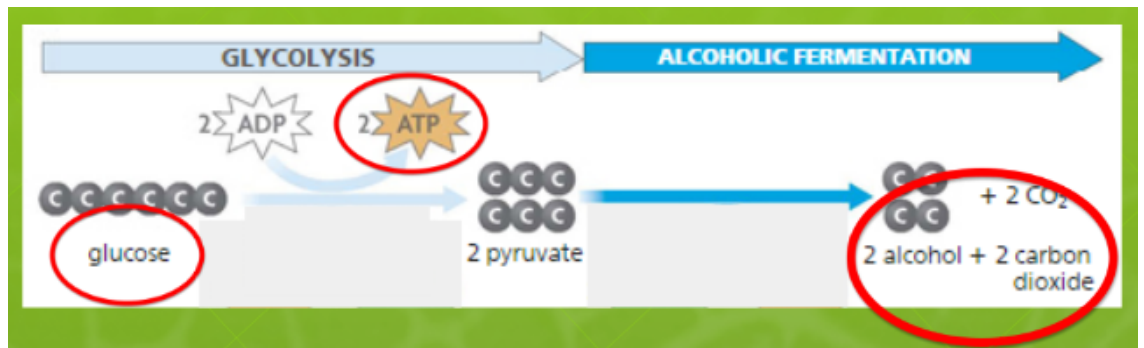 GLYCOLYSIS
ALCOHOLIC FERMENTATION
2 ADP
2 ATP
C C C C C C
C C C
C C C
C C
C C
+ 2 CO₂
glucose
2 pyruvate
2 alcohol + 2 carbon
dioxide